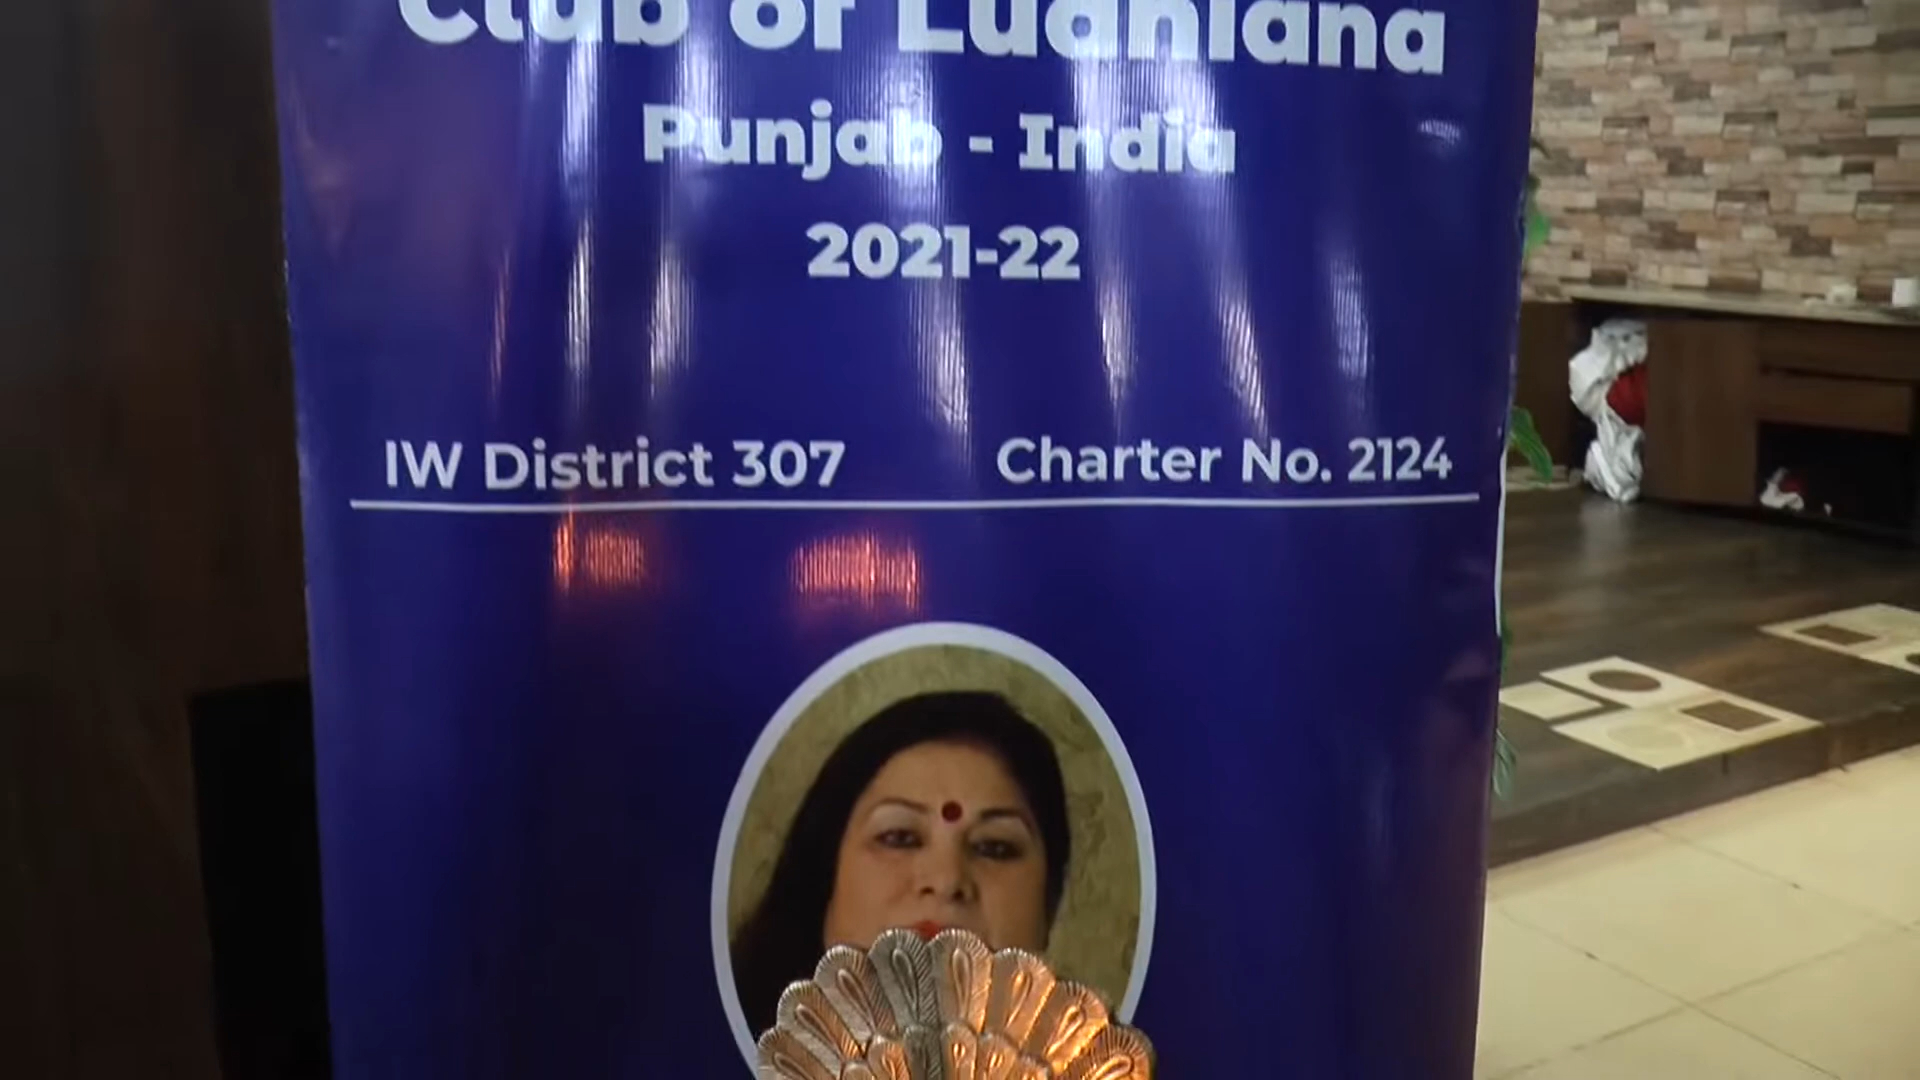 Club of Ludhiana
Punjab - India
2021-22
IW District 307 Charter No. 2124